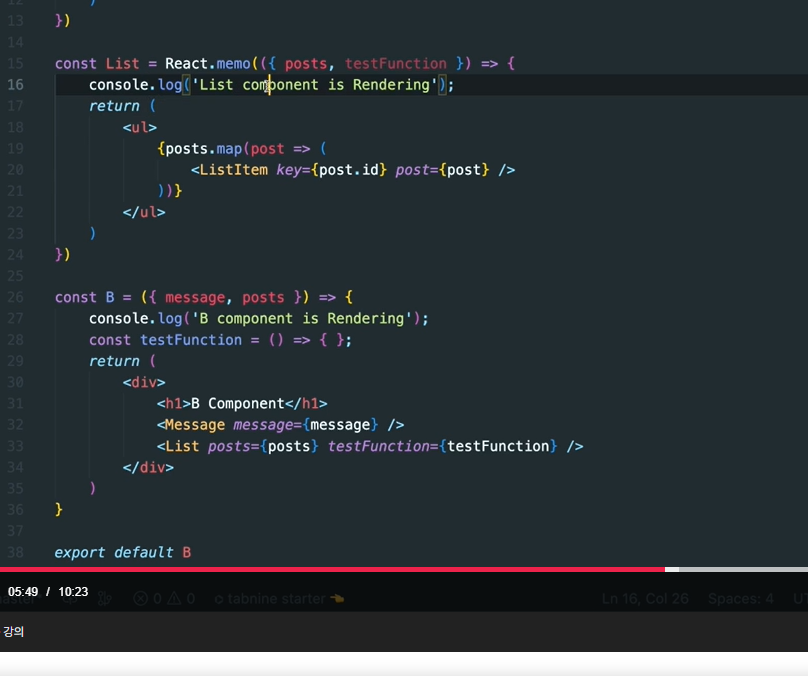 13 })
14
15 const List = React.memo(({ posts, testFunction }) => {
16 console.log('List component is Rendering');
17 return (
18 <ul>
19 {posts.map(post => (
20 <ListItem key={post.id} post={post} />
21 ))}
22 </ul>
23 )
24 })
25
26 const B = ({ message, posts }) => {
27 console.log('B component is Rendering');
28 const testFunction = () => { };
29 return (
30 <div>
31 <h1>B Component</h1>
32 <Message message={message} />
33 <List posts={posts} testFunction={testFunction} />
34 </div>
35 )
36 }
37
38 export default B
05:49 / 10:23
0 0 tabnine starter Ln 16, Col 26 Spaces: 4
강의